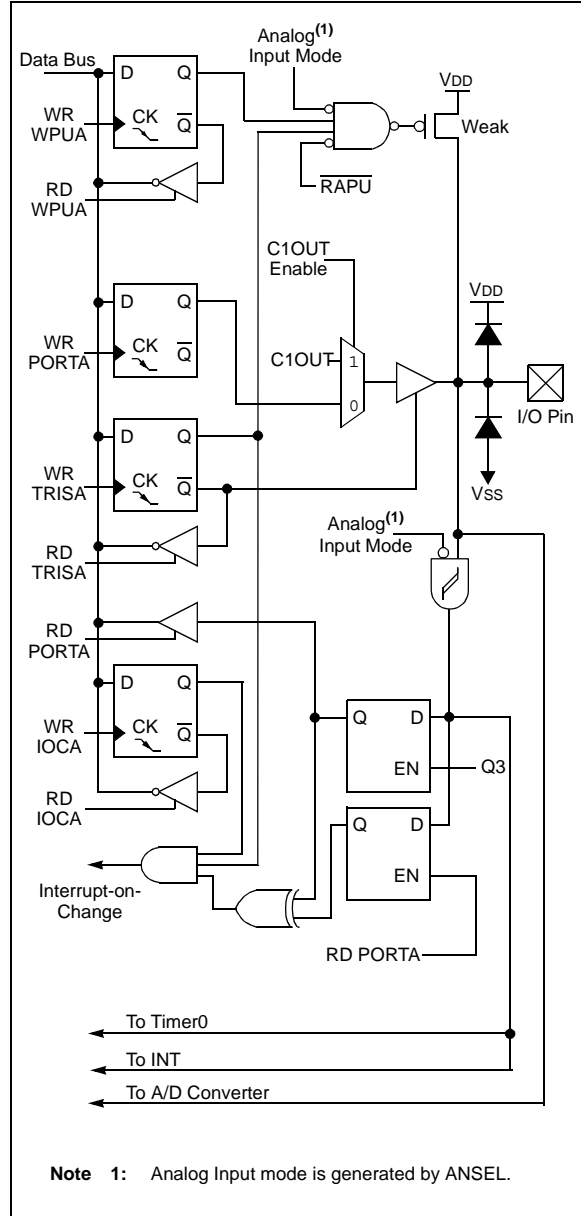 Analog(1)
Input Mode
Data Bus
D Q
VDD
WR
WPUA
CK
Q
Weak
RD
WPUA
RAPU
C1OUT
Enable
VDD
D Q
WR
PORTA
CK
Q
C1OUT
1
0
I/O Pin
D Q
WR
TRISA
CK
Q
VSS
Analog(1)
Input Mode
RD
TRISA
RD
PORTA
D Q
WR
IOCA
CK
Q
Q D
EN
Q3
RD
IOCA
Q D
EN
Interrupt-on-
Change
RD PORTA
To Timer0
To INT
To A/D Converter
Note 1: Analog Input mode is generated by ANSEL.